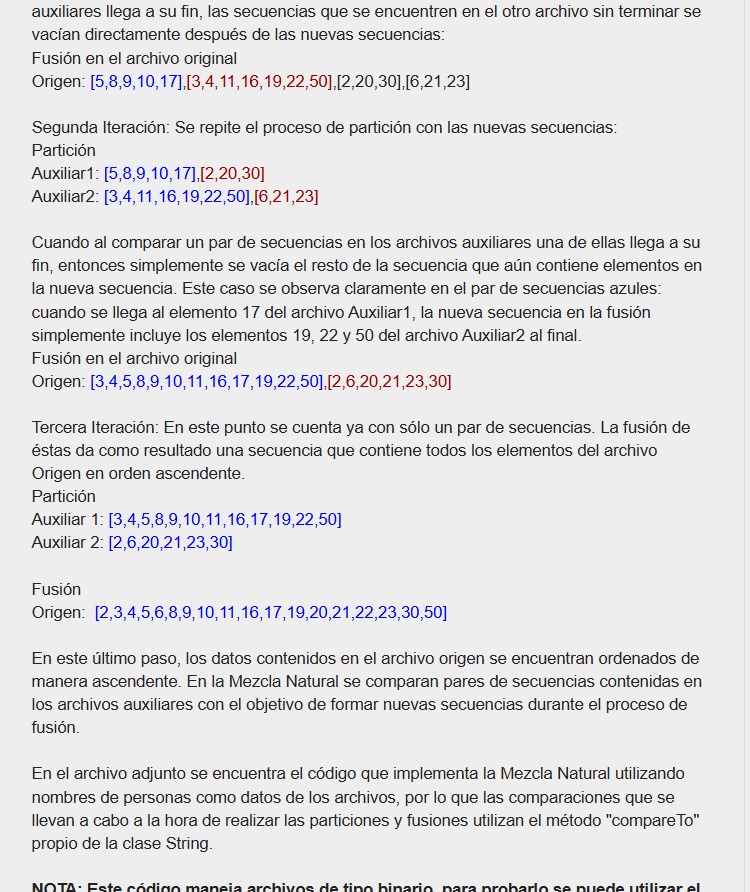 auxiliares llega a su fin, las secuencias que se encuentren en el otro archivo sin terminar se
vacían directamente después de las nuevas secuencias:
Fusión en el archivo original
Origen: [5,8,9,10,17],[3,4,11,16,19,22,50],[2,20,30],[6,21,23]
Segunda Iteración: Se repite el proceso de partición con las nuevas secuencias:
Partición
Auxiliar1: [5,8,9,10,17],[2,20,30]
Auxiliar2: [3,4,11,16,19,22,50],[6,21,23]
Cuando al comparar un par de secuencias en los archivos auxiliares una de ellas llega a su
fin, entonces simplemente se vacía el resto de la secuencia que aún contiene elementos en
la nueva secuencia. Este caso se observa claramente en el par de secuencias azules:
cuando se llega al elemento 17 del archivo Auxiliar1, la nueva secuencia en la fusión
simplemente incluye los elementos 19, 22 y 50 del archivo Auxiliar2 al final.
Fusión en el archivo original
Origen: [3,4,5,8,9,10,11,16,17,19,22,50],[2,6,20,21,23,30]
Tercera Iteración: En este punto se cuenta ya con sólo un par de secuencias. La fusión de
éstas da como resultado una secuencia que contiene todos los elementos del archivo
Origen en orden ascendente.
Partición
Auxiliar 1: [3,4,5,8,9,10,11,16,17,19,22,50]
Auxiliar 2: [2,6,20,21,23,30]
Fusión
Origen:  [2,3,4,5,6,8,9,10,11,16,17,19,20,21,22,23,30,50]
En este último paso, los datos contenidos en el archivo origen se encuentran ordenados de
manera ascendente. En la Mezcla Natural se comparan pares de secuencias contenidas en
los archivos auxiliares con el objetivo de formar nuevas secuencias durante el proceso de
fusión.
En el archivo adjunto se encuentra el código que implementa la Mezcla Natural utilizando
nombres de personas como datos de los archivos, por lo que las comparaciones que se
llevan a cabo a la hora de realizar las particiones y fusiones utilizan el método "compareTo"
propio de la clase String.
NOTA: Este código maneja archivos de tipo binario, para probarlo se puede utilizar el